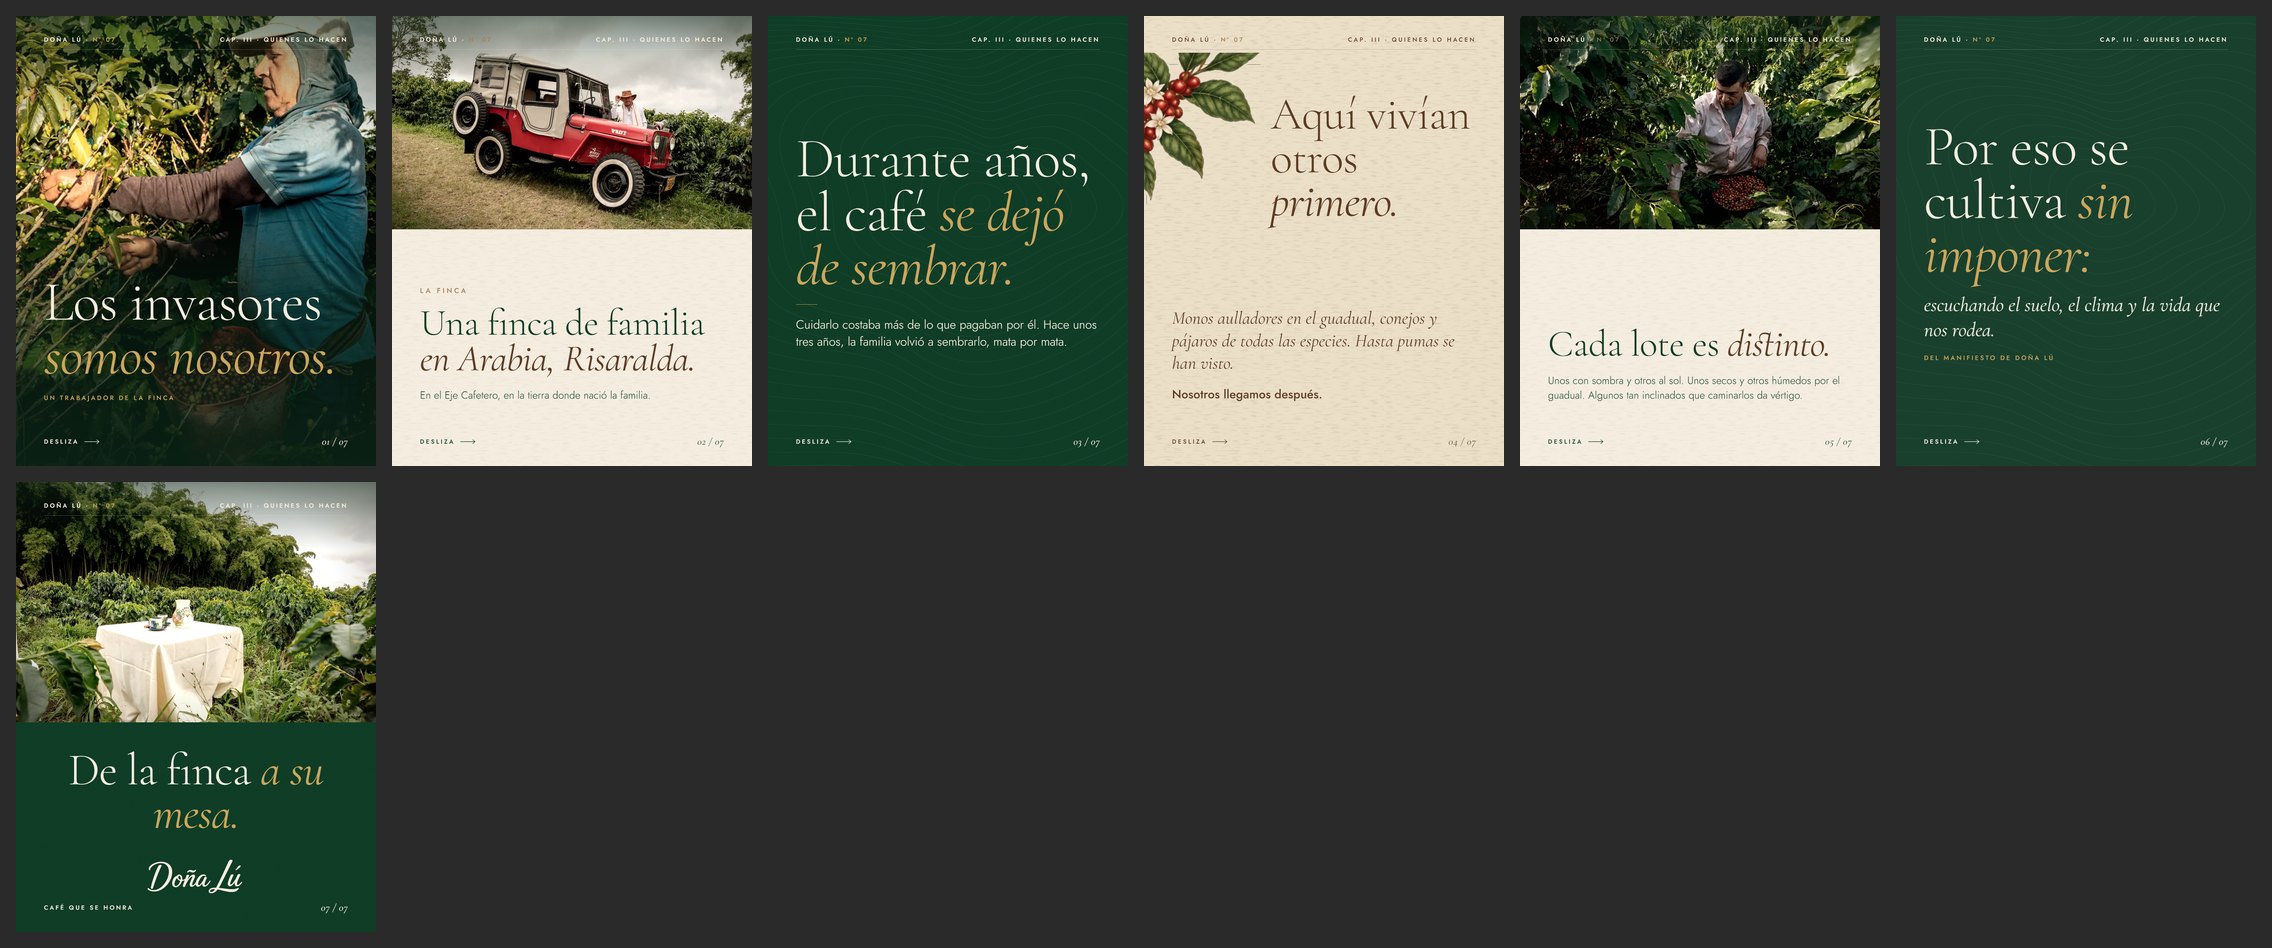 DOÑA LÚ · Nº 07
CAP. III · QUIENES LO HACEN
Los invasores
somos nosotros.
UN TRABAJADOR DE LA FINCA
DESLIZA
01 / 07
DOÑA LÚ · Nº 07
CAP. III · QUIENES LO HACEN
LA FINCA
Una finca de familia
en Arabia, Risaralda.
En el Eje Cafetero, en la tierra donde nació la familia.
DESLIZA
02 / 07
DOÑA LÚ · Nº 07
CAP. III · QUIENES LO HACEN
Durante años,
el café se dejó
de sembrar.
Cuidarlo costaba más de lo que pagaban por él. Hace unos
tres años, la familia volvió a sembrarlo, mata por mata.
DESLIZA
03 / 07
DOÑA LÚ · Nº 07
CAP. III · QUIENES LO HACEN
Aquí vivían
otros
primero.
Monos aulladores en el guadual, conejos y
pájaros de todas las especies. Hasta pumas se
han visto.
Nosotros llegamos después.
DESLIZA
04 / 07
DOÑA LÚ · Nº 07
CAP. III · QUIENES LO HACEN
Cada lote es distinto.
Unos con sombra y otros al sol. Unos secos y otros húmedos por el
guadual. Algunos tan inclinados que caminarlos da vértigo.
DESLIZA
05 / 07
DOÑA LÚ · Nº 07
CAP. III · QUIENES LO HACEN
Por eso se
cultiva sin
imponer:
escuchando el suelo, el clima y la vida que
nos rodea.
DEL MANIFIESTO DE DOÑA LÚ
DESLIZA
06 / 07
DOÑA LÚ · Nº 07
CAP. III · QUIENES LO HACEN
De la finca a su
mesa.
Doña Lú
CAFÉ QUE SE HONRA
07 / 07